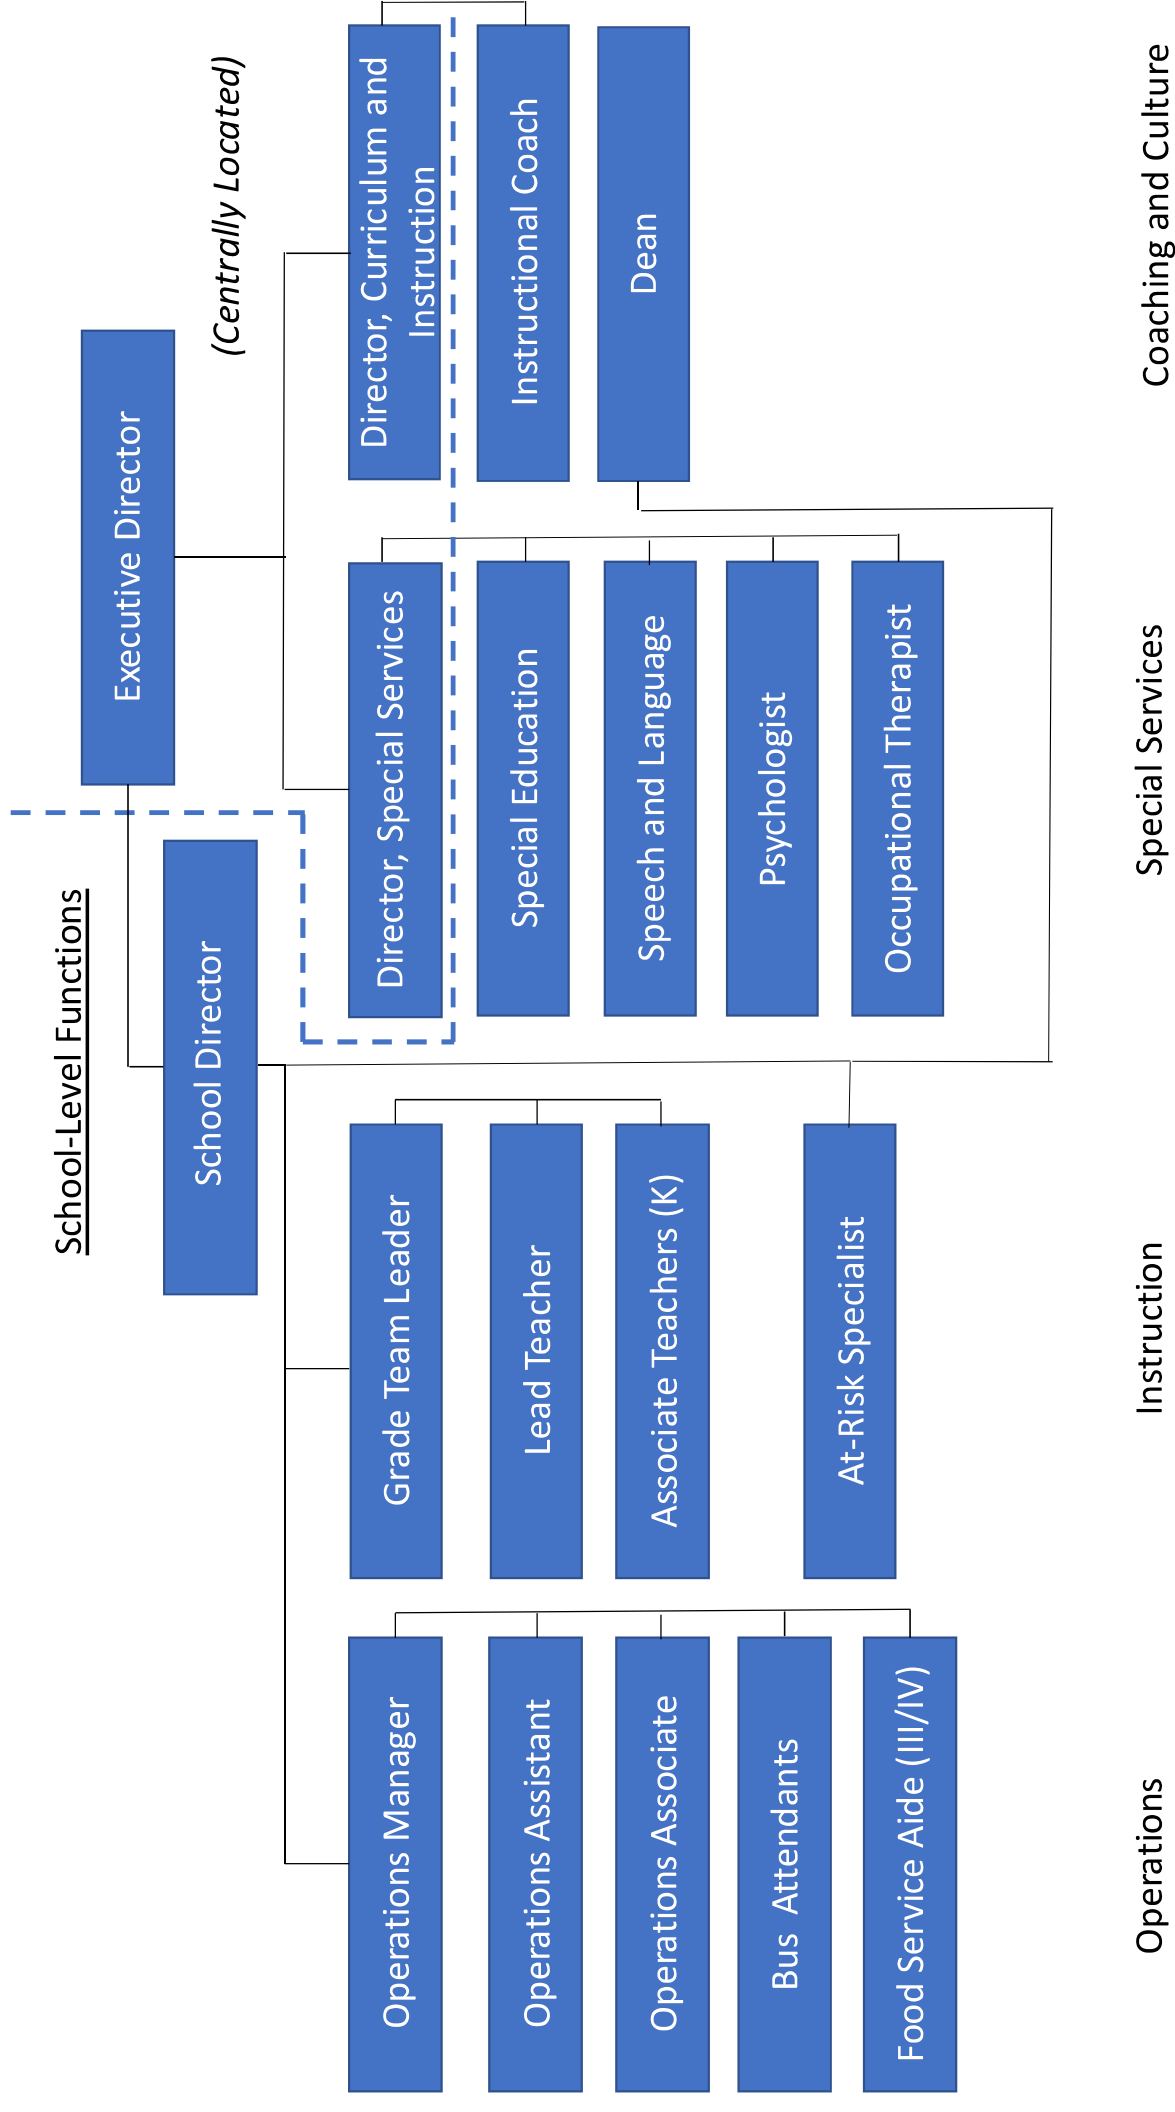 School-Level Functions
Executive Director
School Director
(Centrally Located)
Operations Manager
Grade Team Leader
Director, Special Services
Director, Curriculum and
Instruction
Operations Assistant
Lead Teacher
Special Education
Instructional Coach
Operations Associate
Associate Teachers (K)
Speech and Language
Dean
Bus Attendants
Psychologist
At-Risk Specialist
Food Service Aide (III/IV)
Occupational Therapist
Operations
Instruction
Special Services
Coaching and Culture